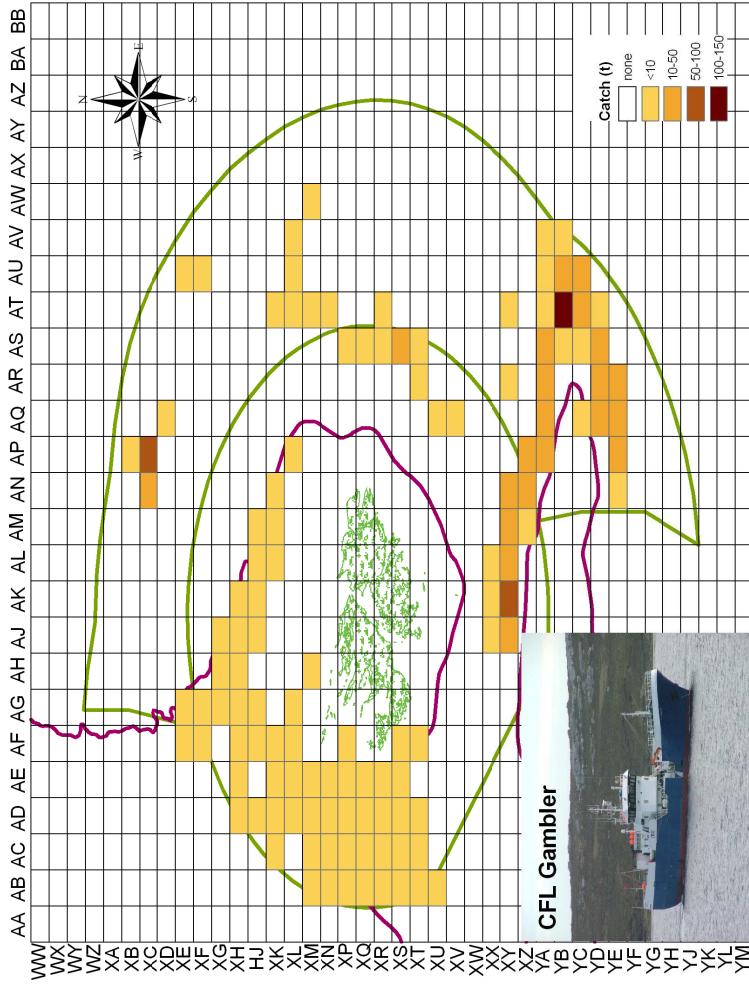 AA AB AC AD AE AF AG AH AJ AK AL AM AN AP AQ AR AS AT AU AV AW AX AY AZ BA BB
WW
WX
WY
WZ
XA
XB
XC
XD
XE
XF
XG
XH
HJ
XK
XL
XM
XN
XP
XQ
XR
XS
XT
XU
XV
XW
XX
XY
XZ
YA
YB
YC
YD
YE
YF
YG
YH
YJ
YK
YL
YM
N
E
S
W
Catch (t)
none
<10
10-50
50-100
100-150
CFL Gambler